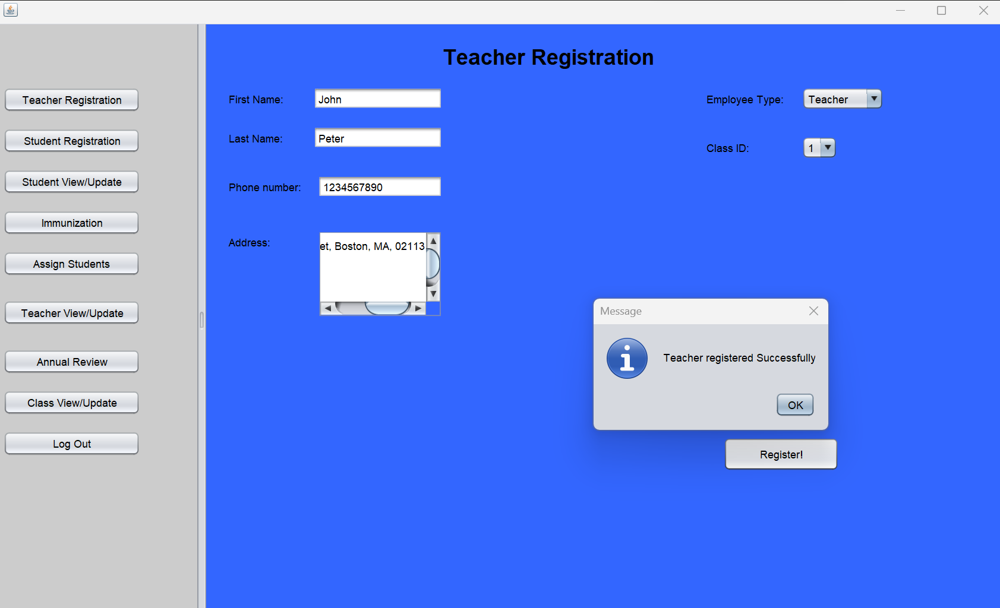 Teacher Registration
Student Registration
Student View/Update
Immunization
Assign Students
Teacher View/Update
Annual Review
Class View/Update
Log Out
Teacher Registration
First Name:
John
Last Name:
Peter
Phone number:
1234567890
Address:
et, Boston, MA, 02113
Employee Type:
Teacher
Class ID:
1
Message
Teacher registered Successfully
OK
Register!